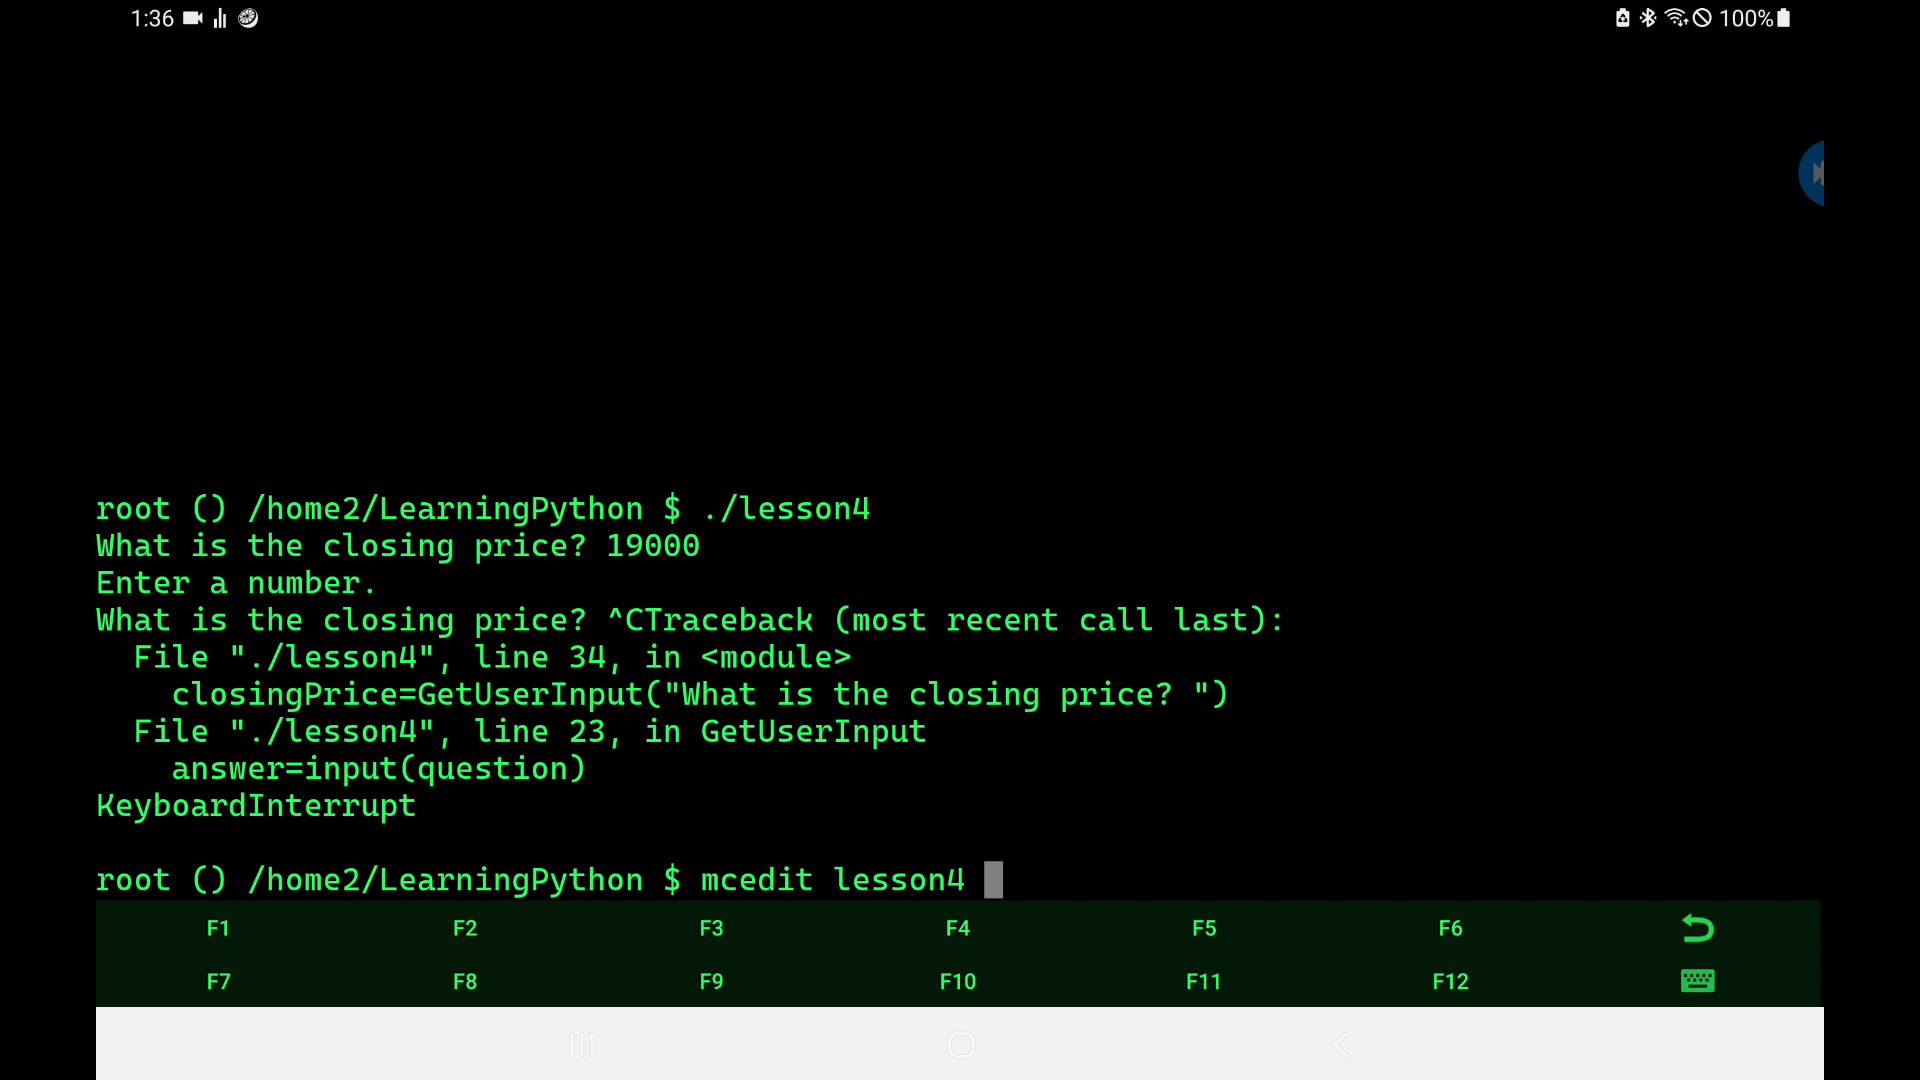 1:36
100%
root () /home2/LearningPython $ ./lesson4
What is the closing price? 19000
Enter a number.
What is the closing price? ^CTraceback (most recent call last):
  File "./lesson4", line 34, in <module>
    closingPrice=GetUserInput("What is the closing price? ")
  File "./lesson4", line 23, in GetUserInput
    answer=input(question)
KeyboardInterrupt
root () /home2/LearningPython $ mcedit lesson4
F1 F2 F3 F4 F5 F6
F7 F8 F9 F10 F11 F12